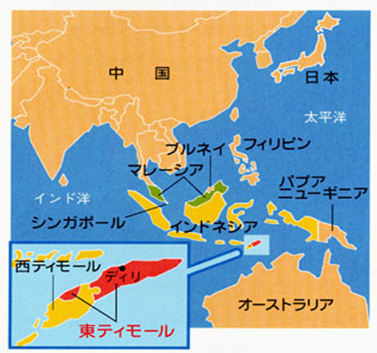 中国
日本
太平洋
ブルネイ
フィリピン
マレーシア
パプア
ニューギニア
インド洋
シンガポール
インドネシア
西ティモール
ディリ
東ティモール
オーストラリア